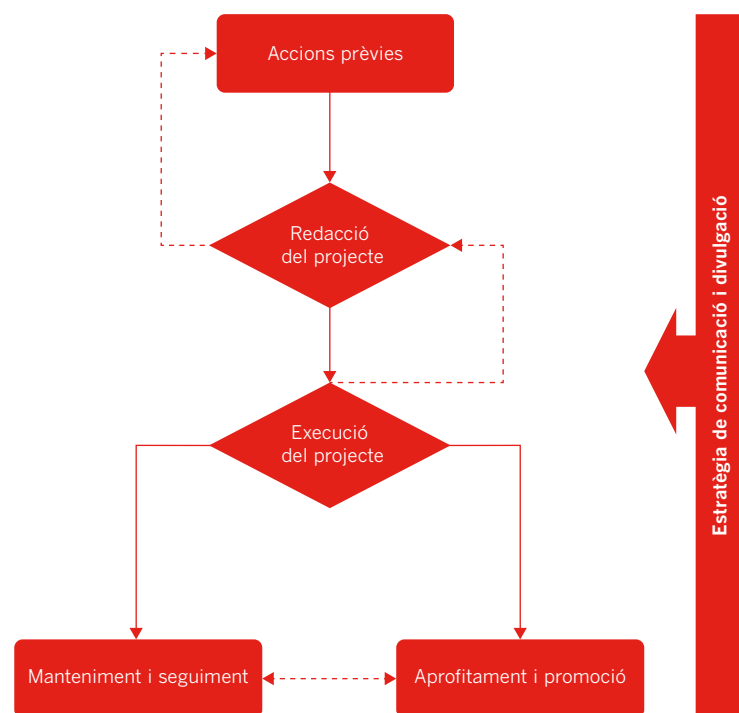 Accions prèvies
Redacció
del projecte
Execució
del projecte
Manteniment i seguiment
Aprofitament i promoció
Estratègia de comunicació i divulgació